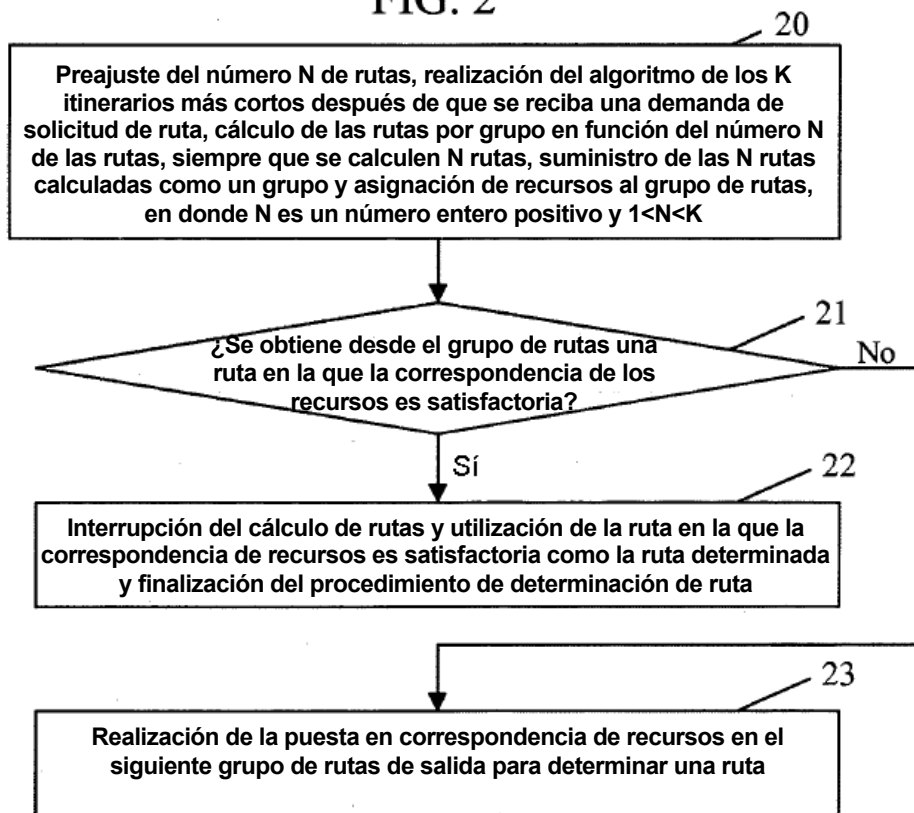 FIG. 2
20
Preajuste del número N de rutas, realización del algoritmo de los K
itinerarios más cortos después de que se reciba una demanda de
solicitud de ruta, cálculo de las rutas por grupo en función del número N
de las rutas, siempre que se calculen N rutas, suministro de las N rutas
calculadas como un grupo y asignación de recursos al grupo de rutas,
en donde N es un número entero positivo y 1<N<K
21
¿Se obtiene desde el grupo de rutas una
ruta en la que la correspondencia de los
recursos es satisfactoria?
No
Sí
22
Interrupción del cálculo de rutas y utilización de la ruta en la que la
correspondencia de recursos es satisfactoria como la ruta determinada
y finalización del procedimiento de determinación de ruta
23
Realización de la puesta en correspondencia de recursos en el
siguiente grupo de rutas de salida para determinar una ruta